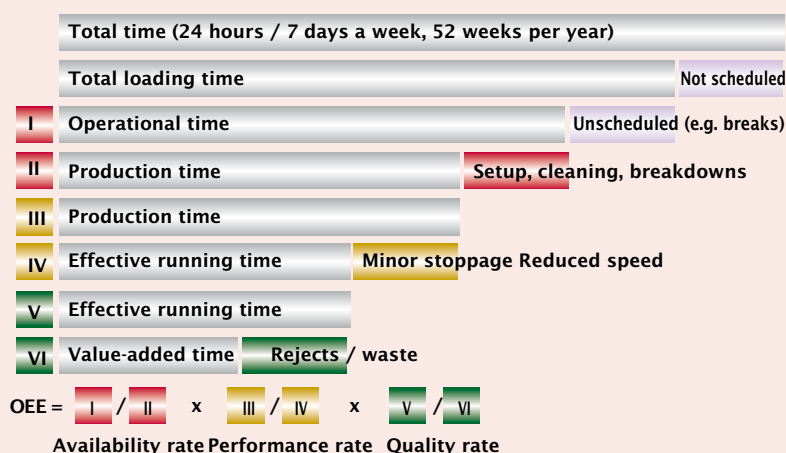 Total time (24 hours / 7 days a week, 52 weeks per year)
Total loading time Not scheduled
I Operational time Unscheduled (e.g. breaks)
II Production time Setup, cleaning, breakdowns
III Production time
IV Effective running time Minor stoppage Reduced speed
V Effective running time
VI Value-added time Rejects / waste
OEE = I / II x III / IV x V / VI
Availability rate Performance rate Quality rate